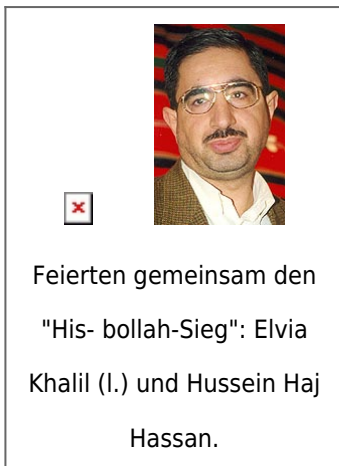 Feierten gemeinsam den
"His- bollah-Sieg": Elvia
Khalil (l.) und Hussein Haj
Hassan.